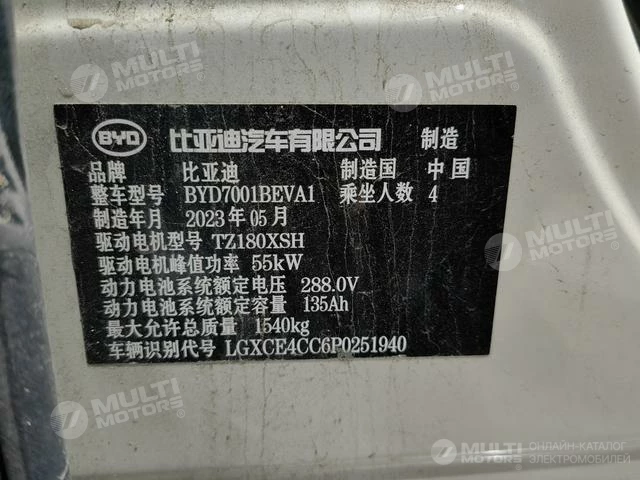 BYD 比亚迪汽车有限公司 制造
品牌 比亚迪 制造国 中国
整车型号 BYD7001BEVA1 乘坐人数 4
制造年月 2023年05月
驱动电机型号 TZ180XSH
驱动电机峰值功率 55kW
动力电池系统额定电压 288.0V
动力电池系统额定容量 135Ah
最大允许总质量 1540kg
车辆识别代号 LGXCE4CC6P0251940
MULTI MOTORS
MULTI MOTORS
MULTI MOTORS
MULTI MOTORS
MULTI MOTORS
MULTI MOTORS ОНЛАЙН-КАТАЛОГ ЭЛЕКТРОМОБИЛЕЙ